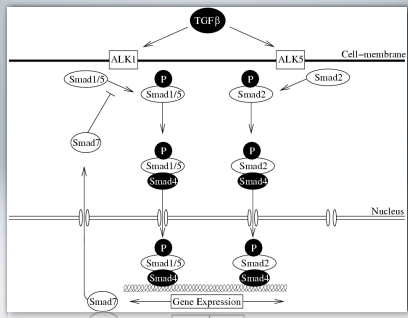 TGFβ
ALK1
ALK5
Cell-membrane
Smad1/5
P
Smad1/5
P
Smad2
Smad2
Smad7
P
Smad1/5
Smad4
P
Smad2
Smad4
Nucleus
P
Smad1/5
Smad4
P
Smad2
Smad4
Smad7
Gene Expression